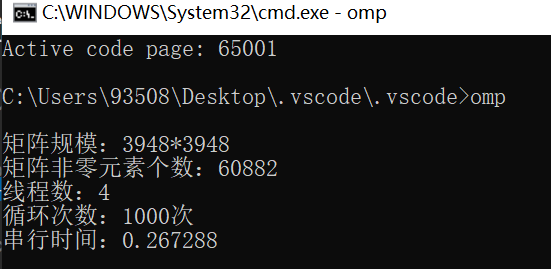 C:\WINDOWS\System32\cmd.exe - omp
Active code page: 65001
C:\Users\93508\Desktop\.vscode\.vscode>omp
矩阵规模：3948*3948
矩阵非零元素个数：60882
线程数：4
循环次数：1000次
串行时间：0.267288